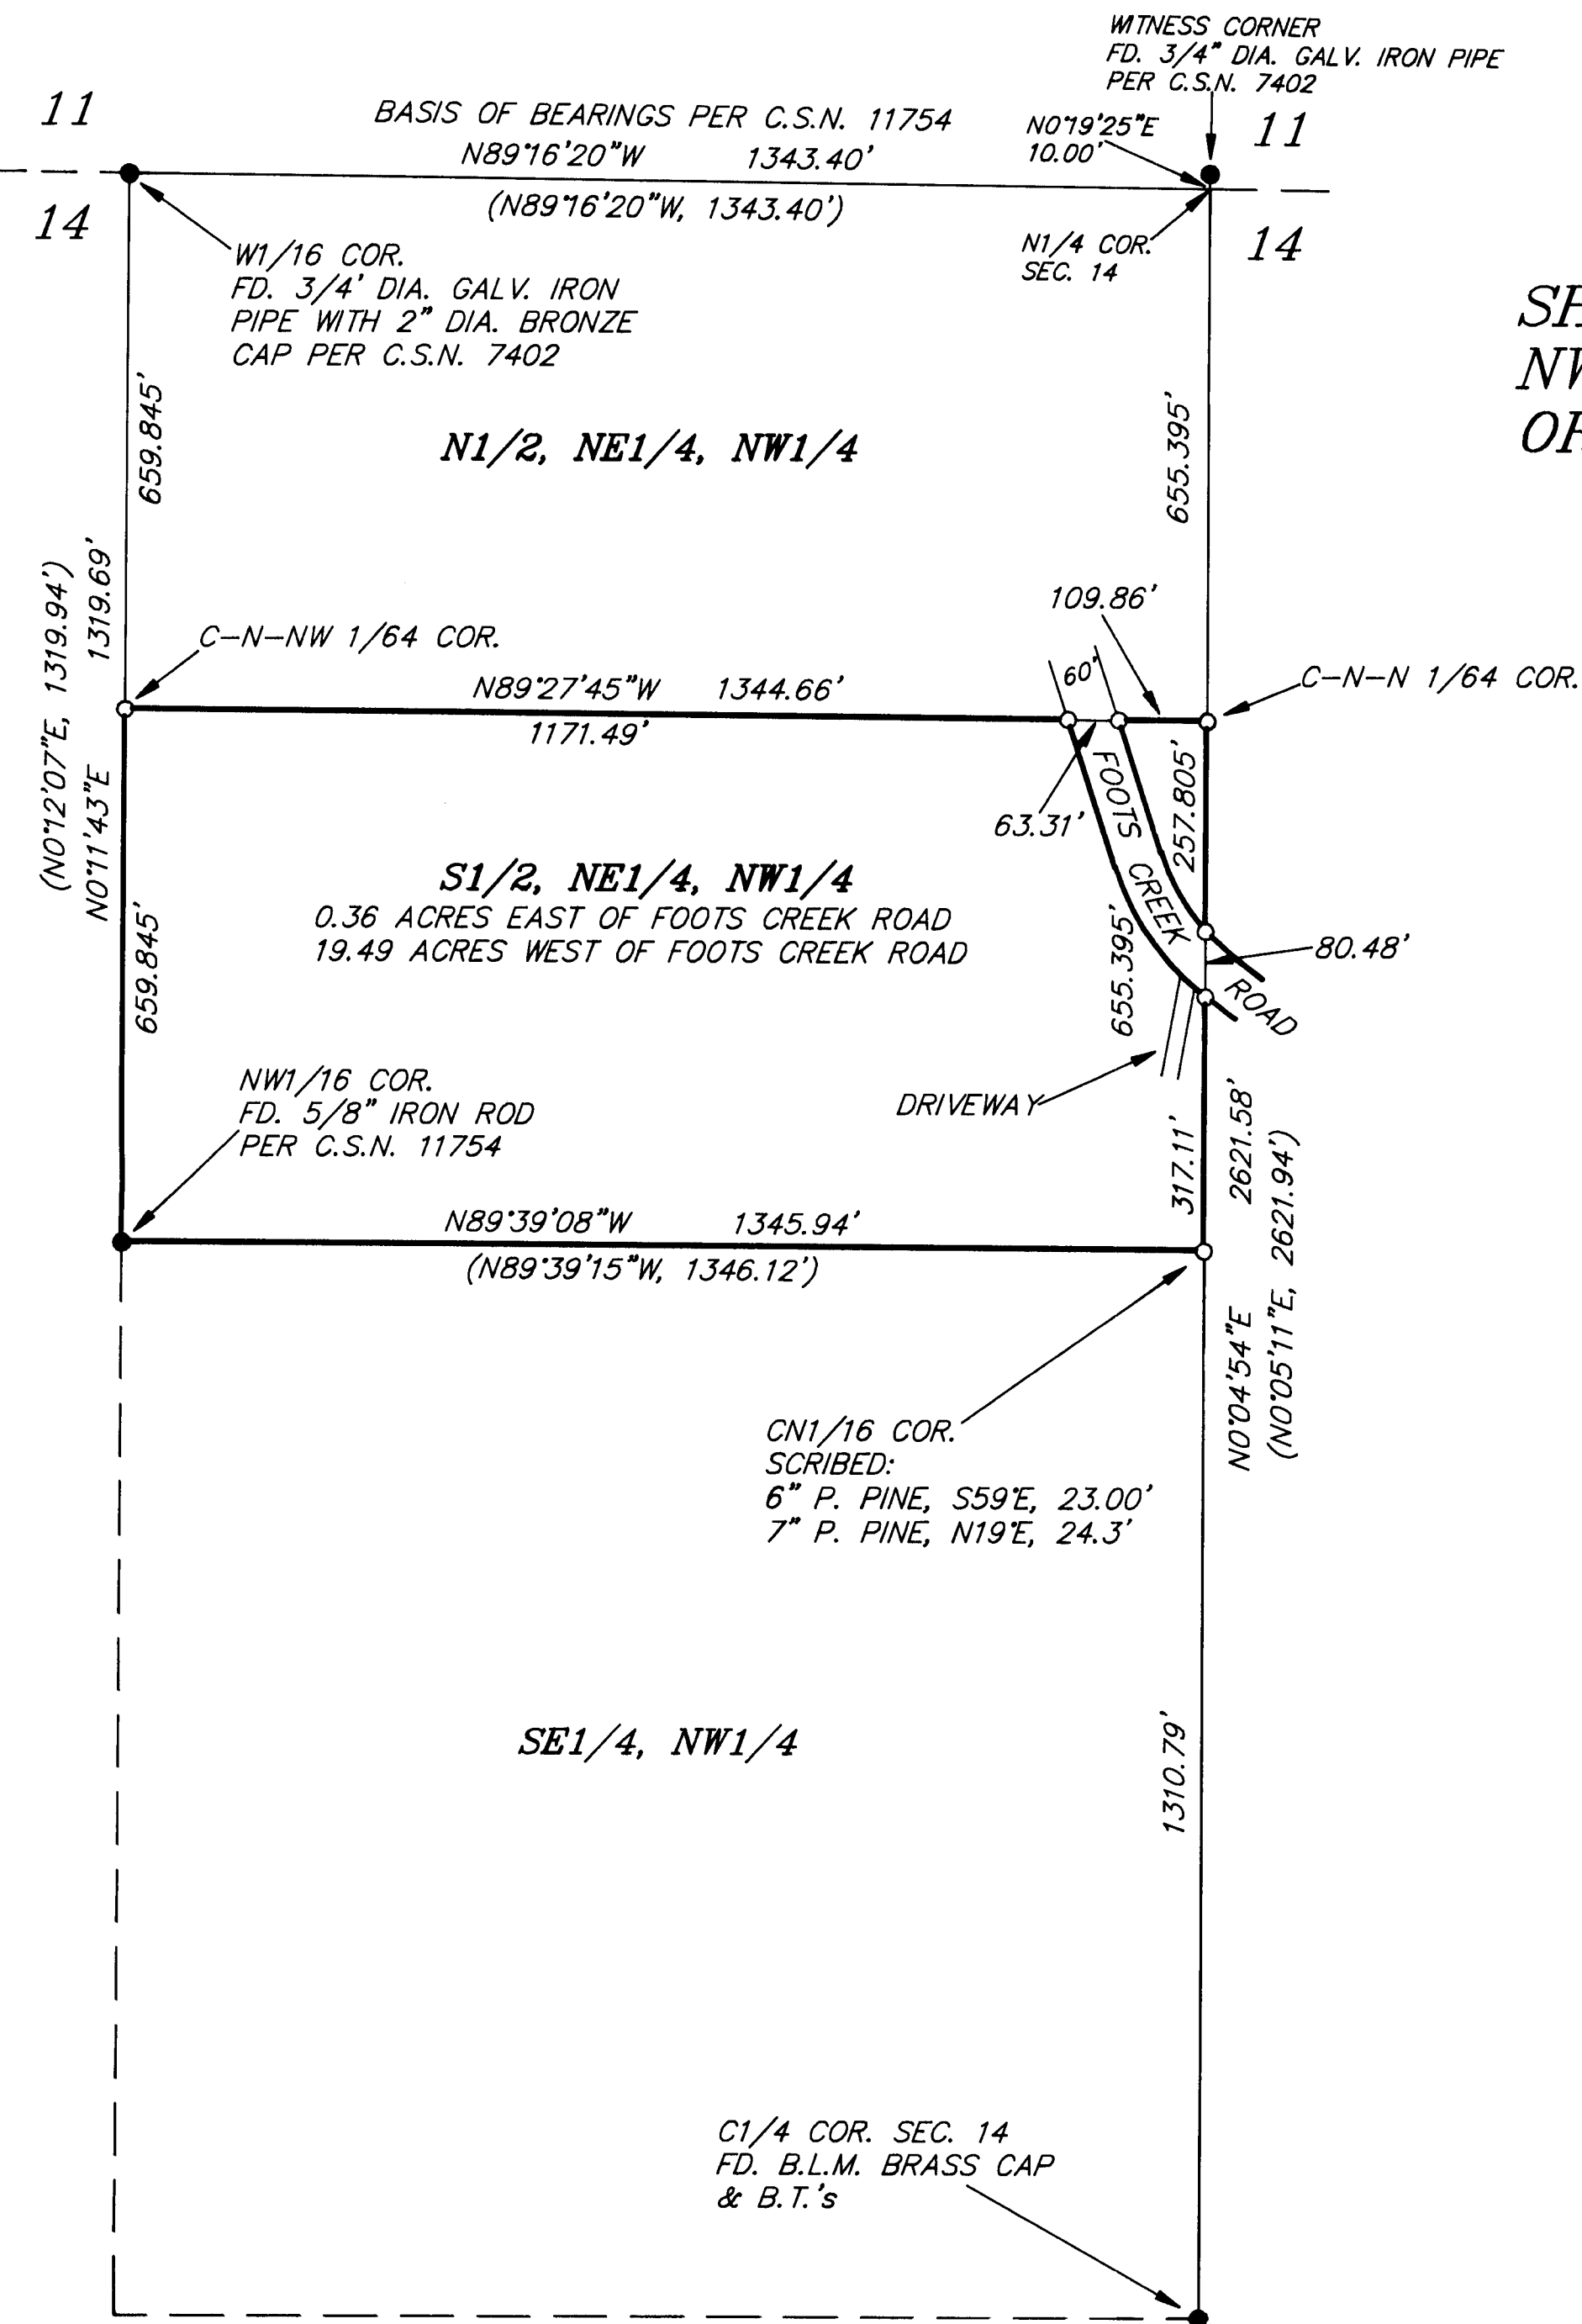 WITNESS CORNER
FD. 3/4" DIA. GALV. IRON PIPE
PER C.S.N. 7402
11
BASIS OF BEARINGS PER C.S.N. 11754
N0°19'25"E
10.00'
11
N89°16'20"W 1343.40'
(N89°16'20"W, 1343.40')
14
N1/4 COR.
SEC. 14
14
W1/16 COR.
FD. 3/4' DIA. GALV. IRON
PIPE WITH 2" DIA. BRONZE
CAP PER C.S.N. 7402
SH
NW
OR
659.845'
655.395'
N1/2, NE1/4, NW1/4
(N0°12'07"E, 1319.94')
N0°11'43"E 1319.69'
109.86'
C-N-NW 1/64 COR.
60'
C-N-N 1/64 COR.
N89°27'45"W 1344.66'
1171.49'
63.31'
FOOTS CREEK ROAD
257.805'
S1/2, NE1/4, NW1/4
0.36 ACRES EAST OF FOOTS CREEK ROAD
19.49 ACRES WEST OF FOOTS CREEK ROAD
80.48'
659.845'
655.395'
NW1/16 COR.
FD. 5/8" IRON ROD
PER C.S.N. 11754
DRIVEWAY
317.11'
N0°04'54"E 2621.58'
(N0°05'11"E, 2621.94')
N89°39'08"W 1345.94'
(N89°39'15"W, 1346.12')
CN1/16 COR.
SCRIBED:
6" P. PINE, S59°E, 23.00'
7" P. PINE, N19°E, 24.3'
SE1/4, NW1/4
1310.79'
C1/4 COR. SEC. 14
FD. B.L.M. BRASS CAP
& B.T.'s